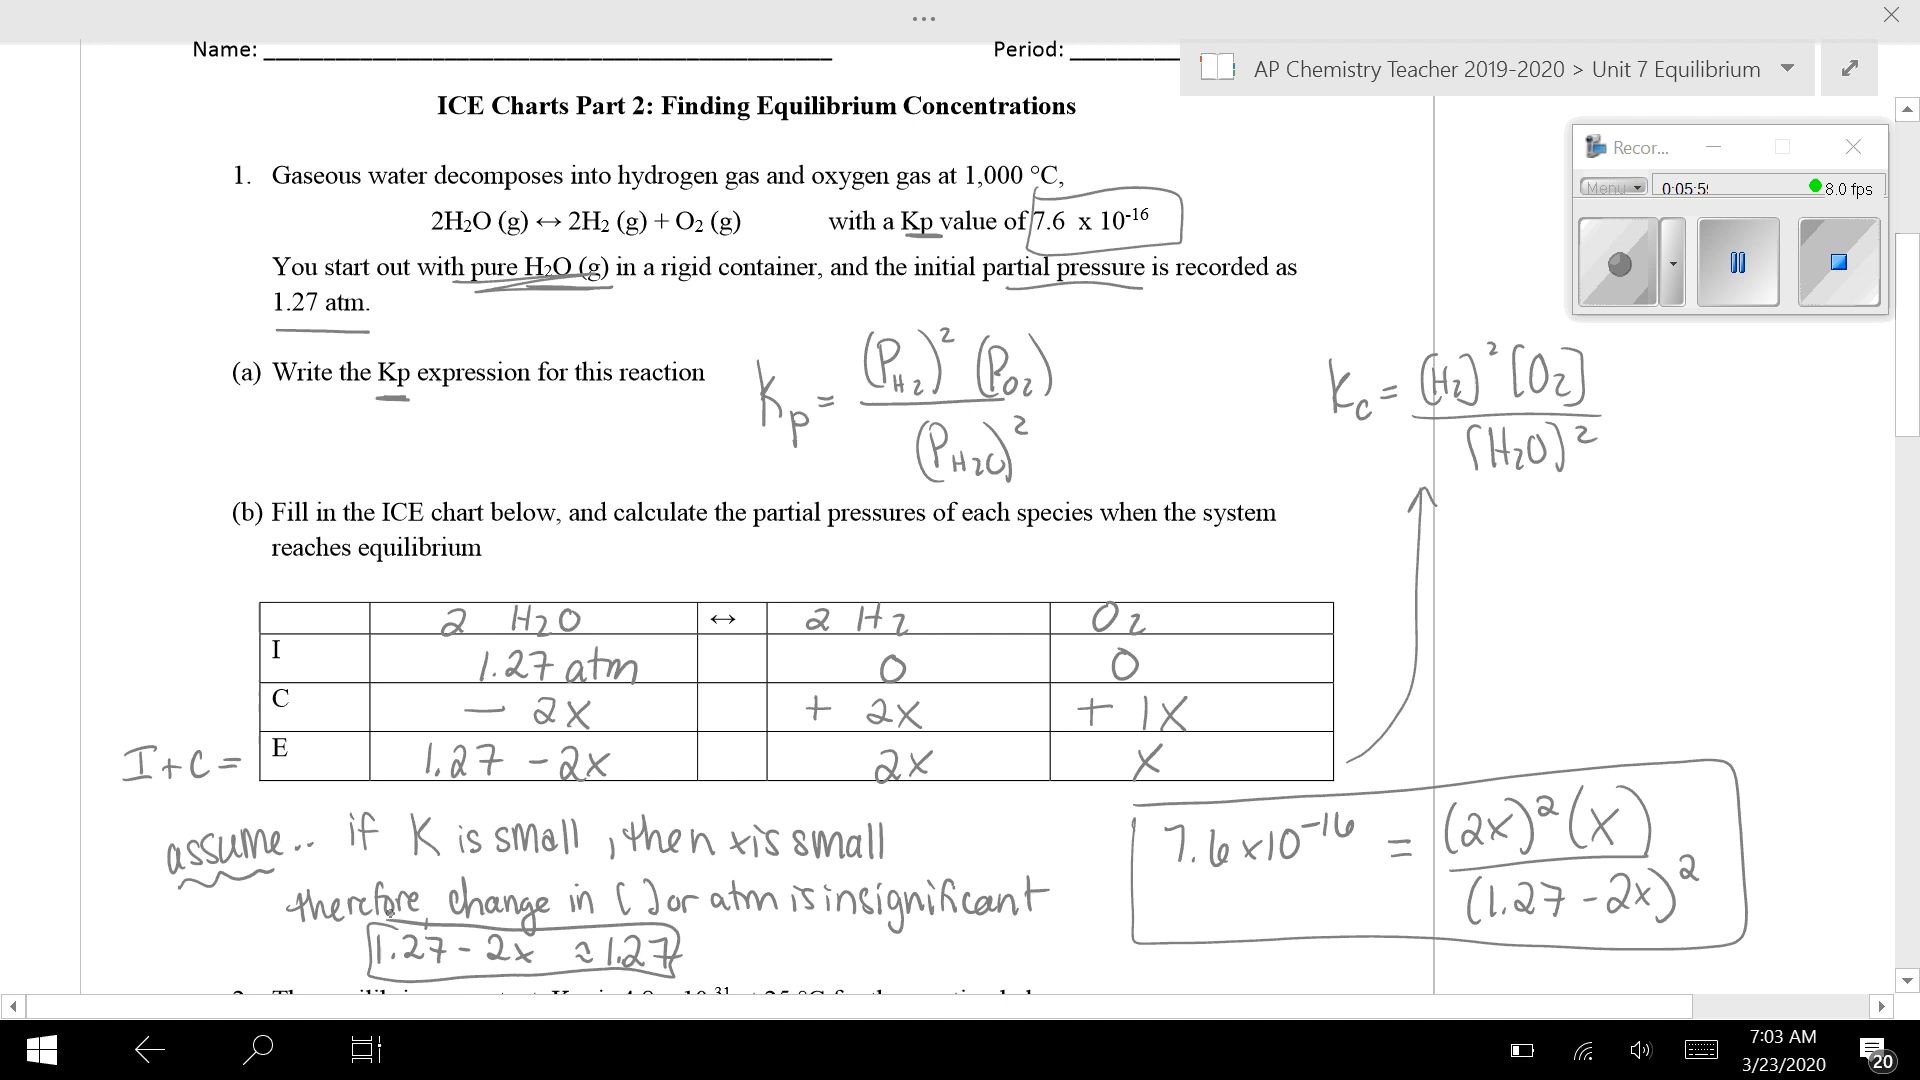 Name: Period:
AP Chemistry Teacher 2019-2020 > Unit 7 Equilibrium
ICE Charts Part 2: Finding Equilibrium Concentrations
Recor...
Menu 0:05:5 8.0 fps
1. Gaseous water decomposes into hydrogen gas and oxygen gas at 1,000 °C,
2H₂O (g) ↔ 2H₂ (g) + O₂ (g) with a Kp value of 7.6 x 10⁻¹⁶
You start out with pure H₂O (g) in a rigid container, and the initial partial pressure is recorded as
1.27 atm.
(a) Write the Kp expression for this reaction
Kp = (P_H2)² (P_O2) / (P_H2O)²
Kc = [H2]² [O2] / [H2O]²
(b) Fill in the ICE chart below, and calculate the partial pressures of each species when the system
reaches equilibrium
2 H2O ↔ 2 H2 O2
I 1.27 atm 0 0
C - 2x + 2x + 1x
I+C = E 1.27 - 2x 2x x
assume.. if K is small, then x is small
therefore, change in [ ] or atm is insignificant
1.27 - 2x ≈ 1.27
7.6 x 10⁻¹⁶ = (2x)² (x) / (1.27 - 2x)²
7:03 AM
3/23/2020
20